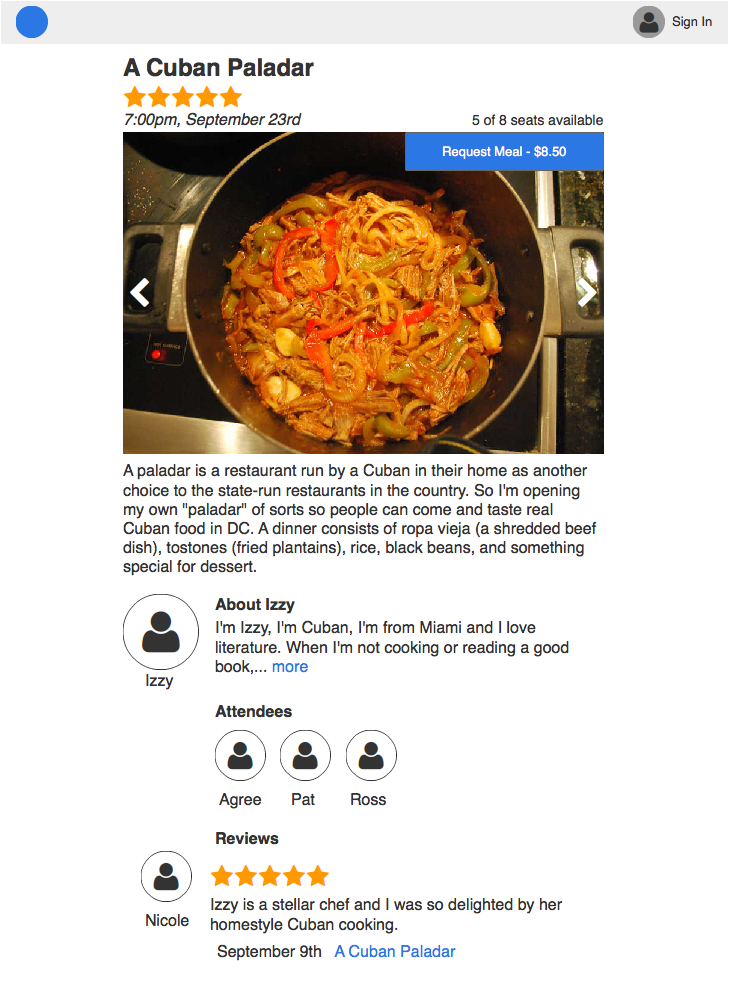 Sign In
A Cuban Paladar
7:00pm, September 23rd
5 of 8 seats available
Request Meal - $8.50
A paladar is a restaurant run by a Cuban in their home as another
choice to the state-run restaurants in the country. So I'm opening
my own "paladar" of sorts so people can come and taste real
Cuban food in DC. A dinner consists of ropa vieja (a shredded beef
dish), tostones (fried plantains), rice, black beans, and something
special for dessert.
About Izzy
I'm Izzy, I'm Cuban, I'm from Miami and I love
literature. When I'm not cooking or reading a good
book,... more
Izzy
Attendees
Agree
Pat
Ross
Reviews
Nicole
Izzy is a stellar chef and I was so delighted by her
homestyle Cuban cooking.
September 9th A Cuban Paladar